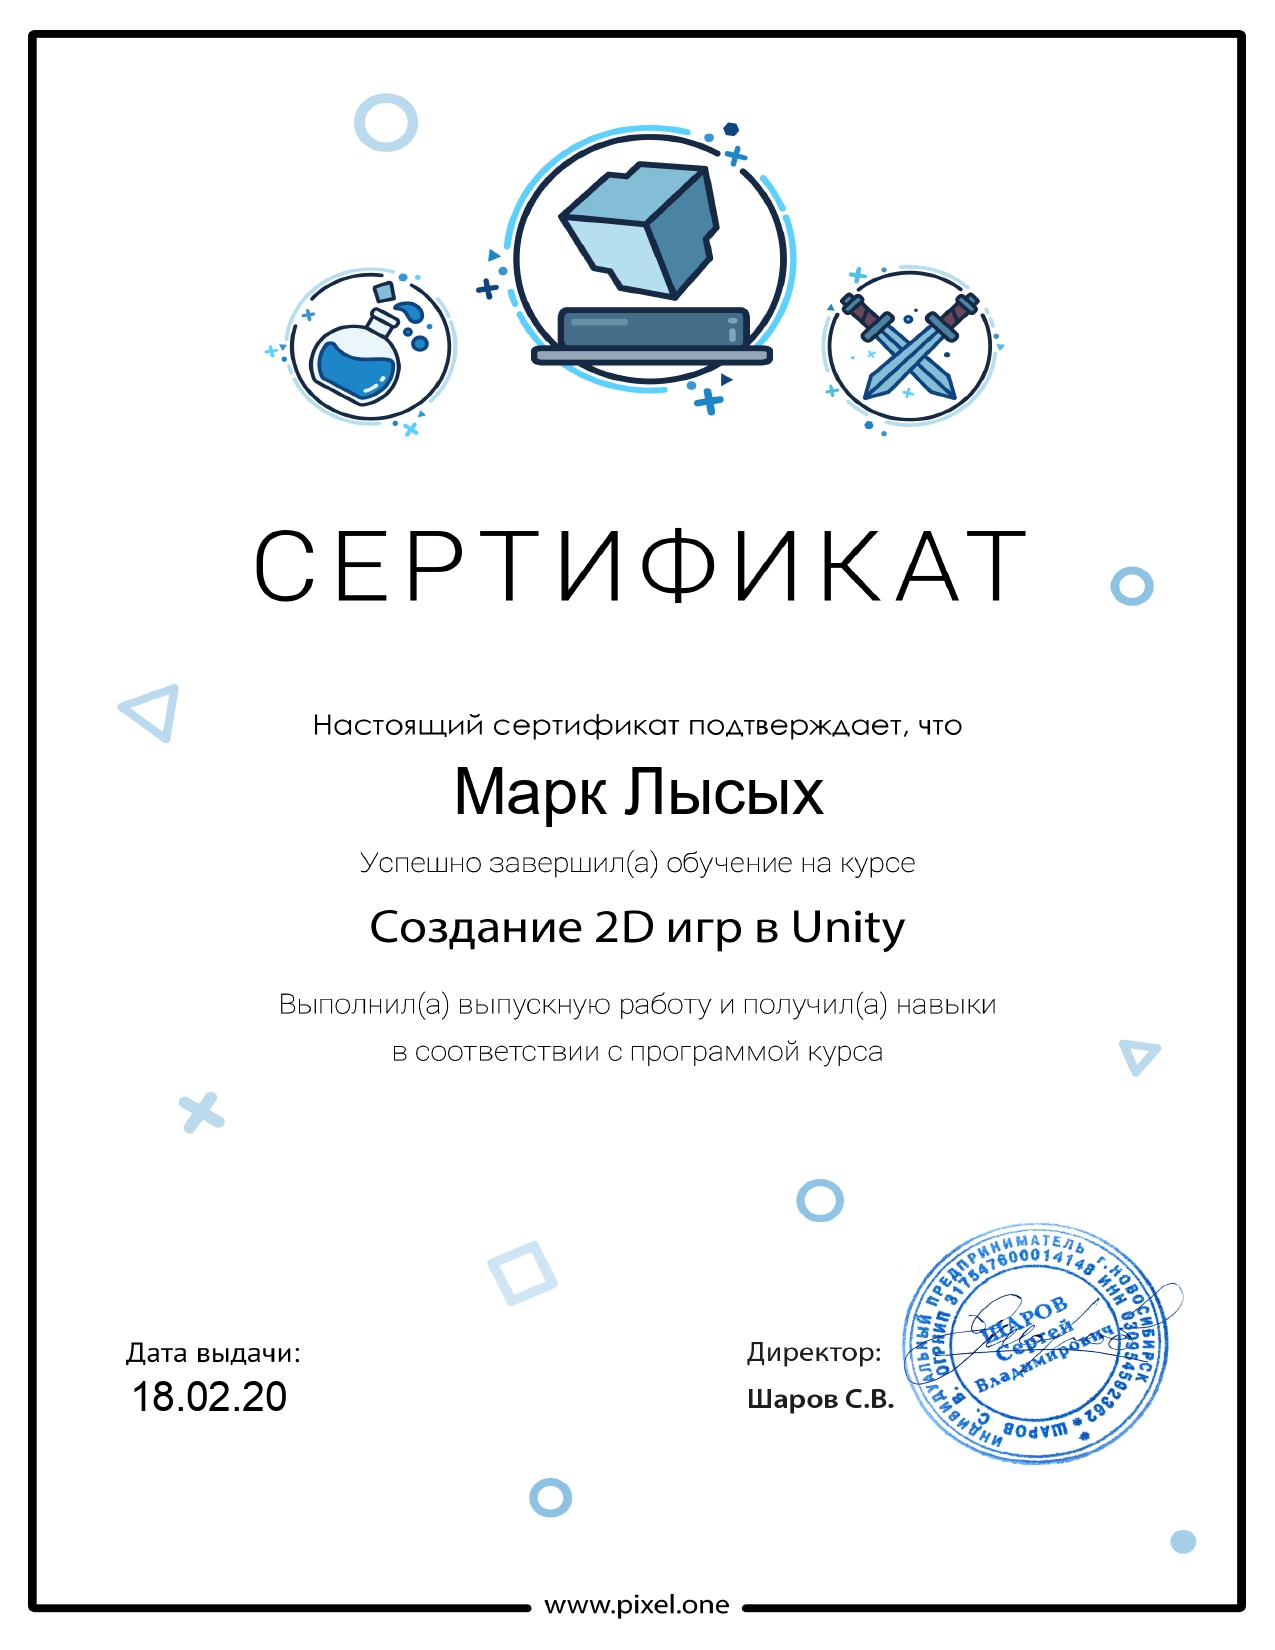 СЕРТИФИКАТ
Настоящий сертификат подтверждает, что
Марк Лысых
Успешно завершил(а) обучение на курсе
Создание 2D игр в Unity
Выполнил(а) выпускную работу и получил(а) навыки
в соответствии с программой курса
Дата выдачи:
18.02.20
Директор:
Шаров С.В.
ИНДИВИДУАЛЬНЫЙ ПРЕДПРИНИМАТЕЛЬ г.НОВОСИБИРСК
ШАРОВ С. В. ОГРНИП 317547600014148 ИНН
ШАРОВ
Сергей
Владимирович
www.pixel.one